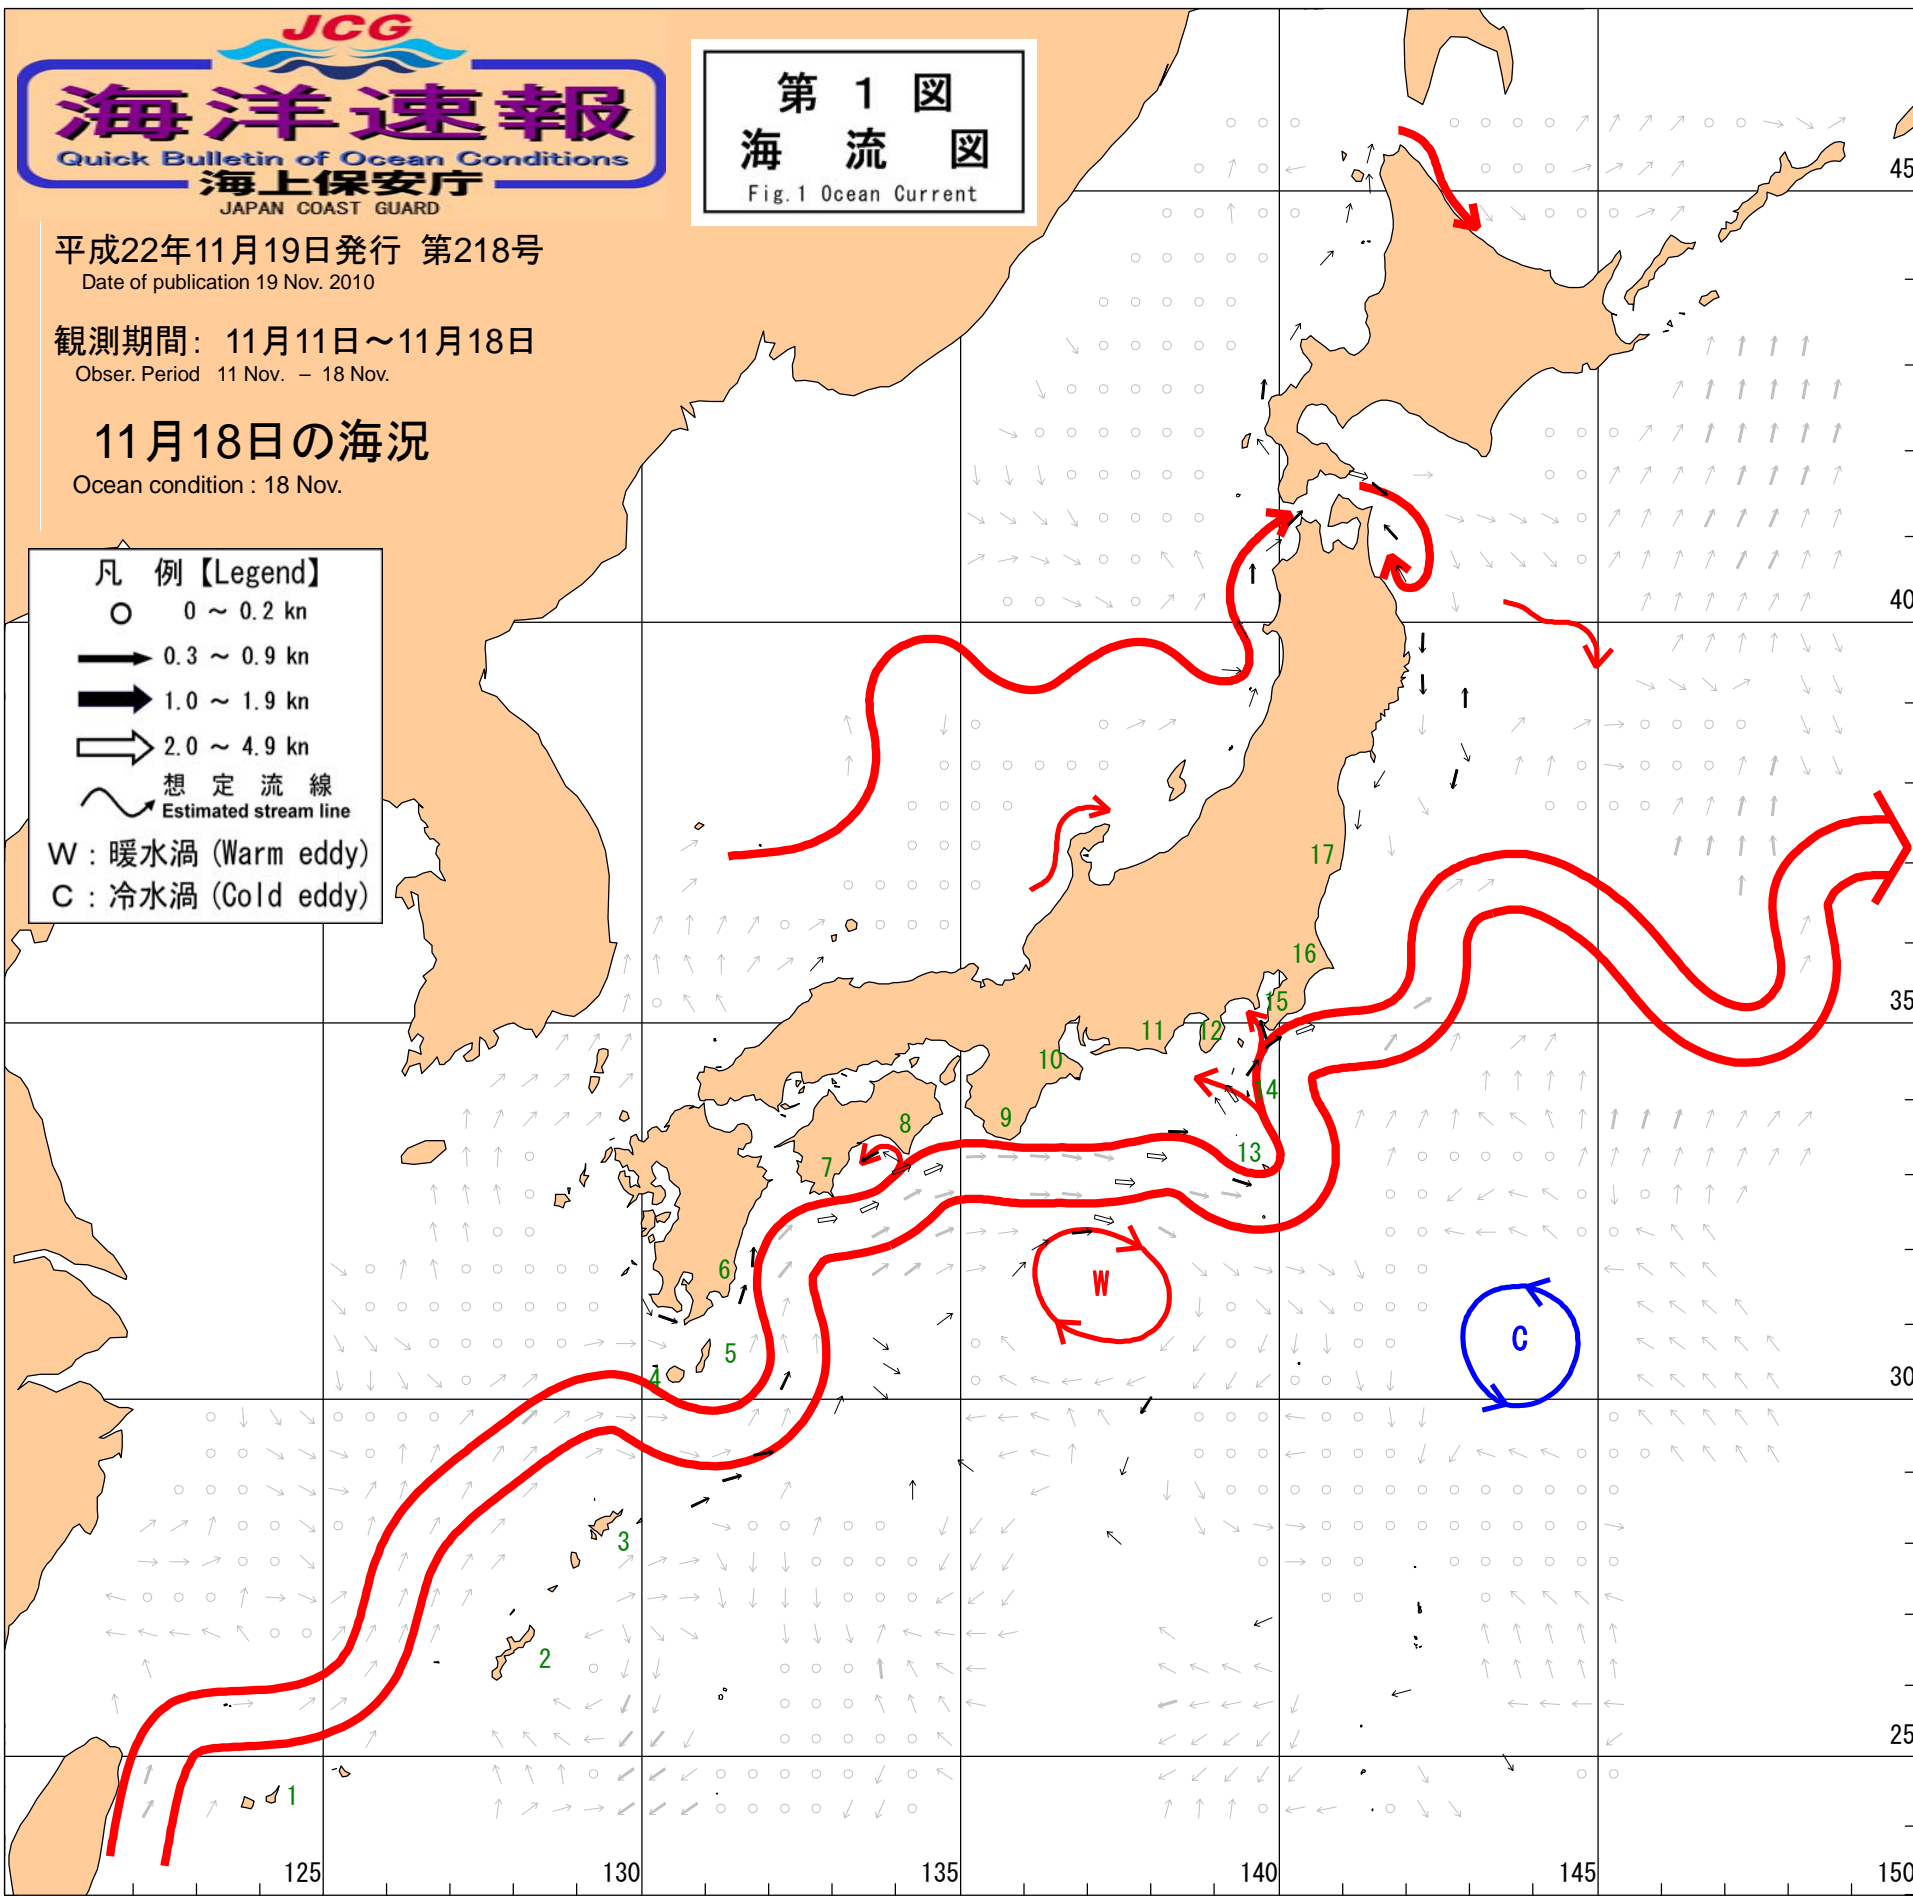 JCG
海洋速報
Quick Bulletin of Ocean Conditions
海上保安庁
JAPAN COAST GUARD
第 1 図
海 流 図
Fig.1 Ocean Current
平成22年11月19日発行 第218号
Date of publication 19 Nov. 2010
観測期間: 11月11日～11月18日
Obser. Period 11 Nov. – 18 Nov.
11月18日の海況
Ocean condition : 18 Nov.
凡 例【Legend】
0 ～ 0.2 kn
0.3 ～ 0.9 kn
1.0 ～ 1.9 kn
2.0 ～ 4.9 kn
想 定 流 線
Estimated stream line
W : 暖水渦 (Warm eddy)
C : 冷水渦 (Cold eddy)
45
40
17
16
35
15
12
11
10
14
9
8
13
7
6
W
C
5
4
30
3
2
25
1
125
130
135
140
145
150